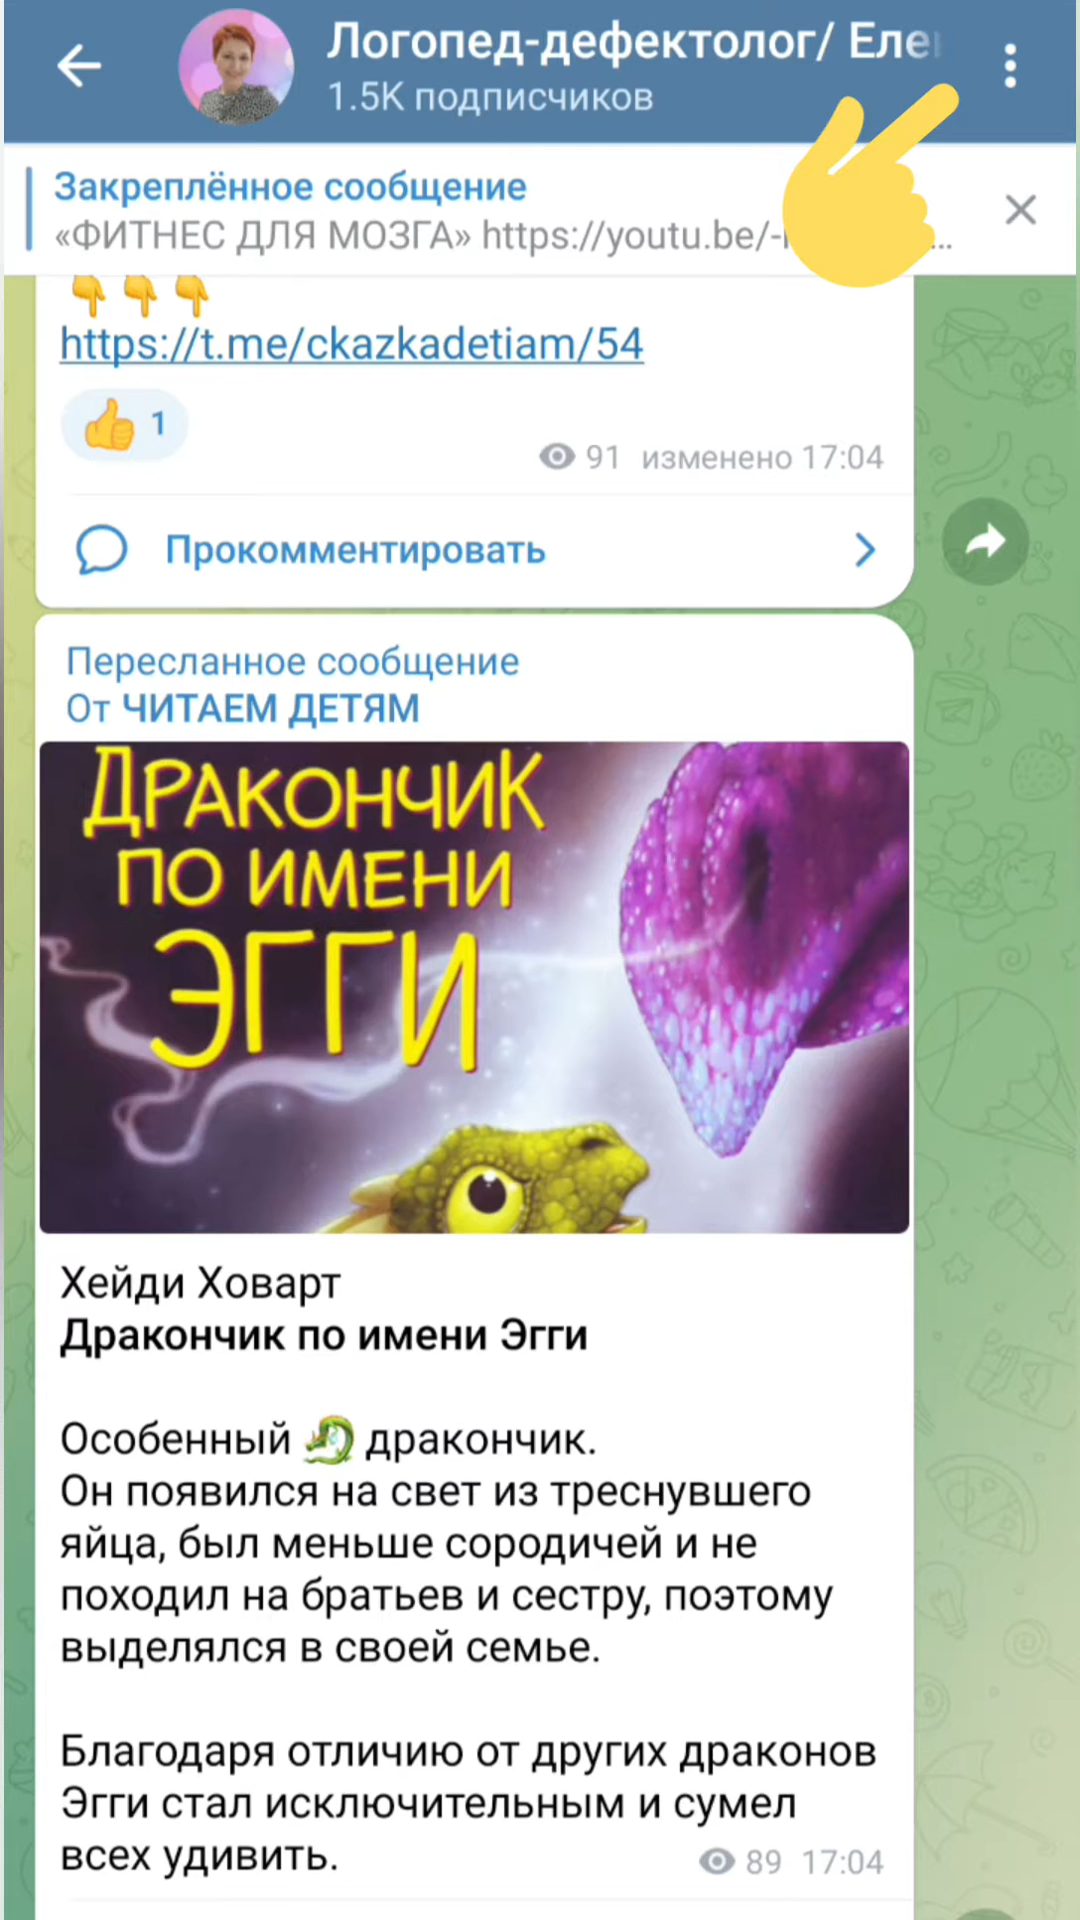 Логопед-дефектолог/
1.5K подписчиков
Закреплённое сообщение
«ФИТНЕС ДЛЯ МОЗГА» https://youtu.be/-
https://t.me/ckazkadetiam/54
1
91 изменено 17:04
Прокомментировать
Пересланное сообщение
От ЧИТАЕМ ДЕТЯМ
ДРАКОНЧИК
ПО ИМЕНИ
ЭГГИ
Хейди Ховарт
Дракончик по имени Эгги
Особенный 🐉 дракончик.
Он появился на свет из треснувшего
яйца, был меньше сородичей и не
походил на братьев и сестру, поэтому
выделялся в своей семье.
Благодаря отличию от других драконов
Эгги стал исключительным и сумел
всех удивить.
89 17:04